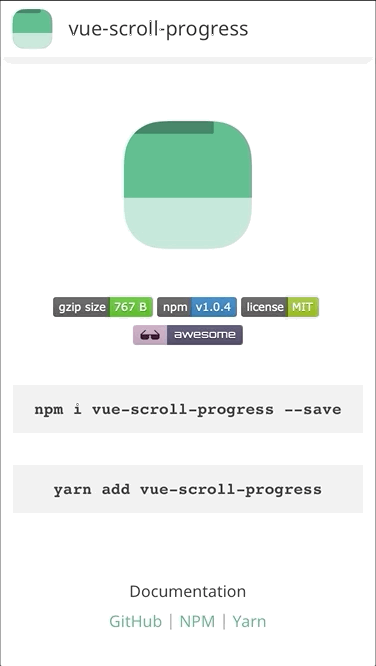 vue-scroll-progress
gzip size 767 B npm v1.0.4 license MIT
awesome
npm i vue-scroll-progress --save
yarn add vue-scroll-progress
Documentation
GitHub | NPM | Yarn